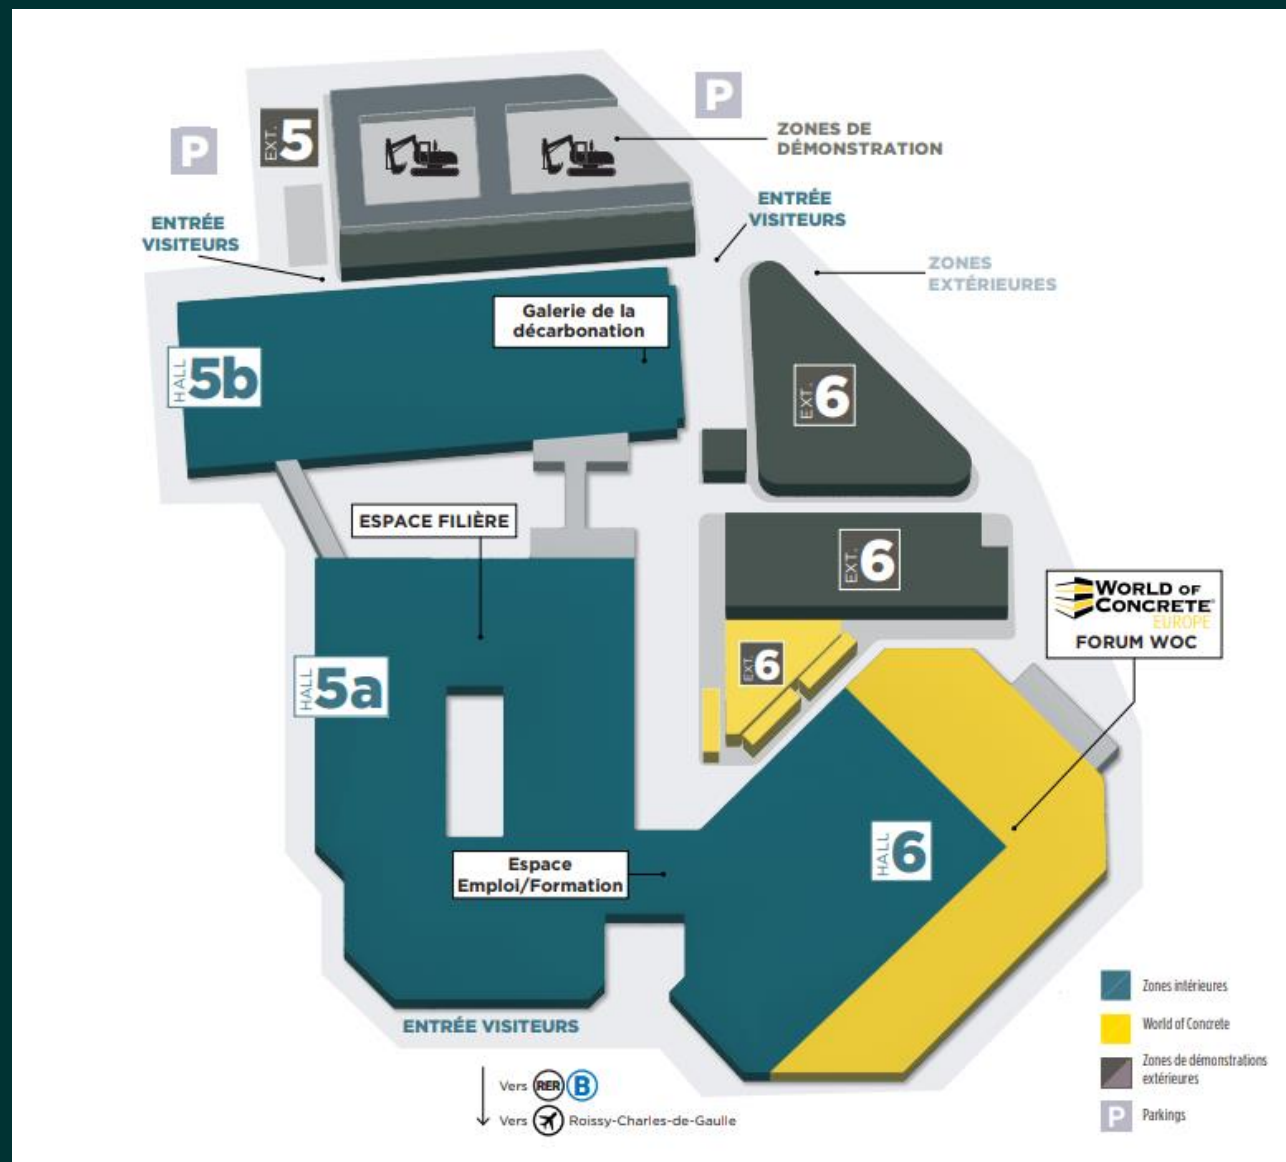 P
EXT. 5
P
ZONES DE
DÉMONSTRATION
ENTRÉE
VISITEURS
ENTRÉE
VISITEURS
ZONES
EXTÉRIEURES
Galerie de la
décarbonation
HALL 5b
EXT. 6
ESPACE FILIÈRE
EXT. 6
WORLD OF
CONCRETE
EUROPE
FORUM WOC
EXT. 6
HALL 5a
HALL 6
Espace
Emploi/Formation
ENTRÉE VISITEURS
Vers RER B
Vers Roissy-Charles-de-Gaulle
Zones intérieures
World of Concrete
Zones de démonstrations
extérieures
P Parkings